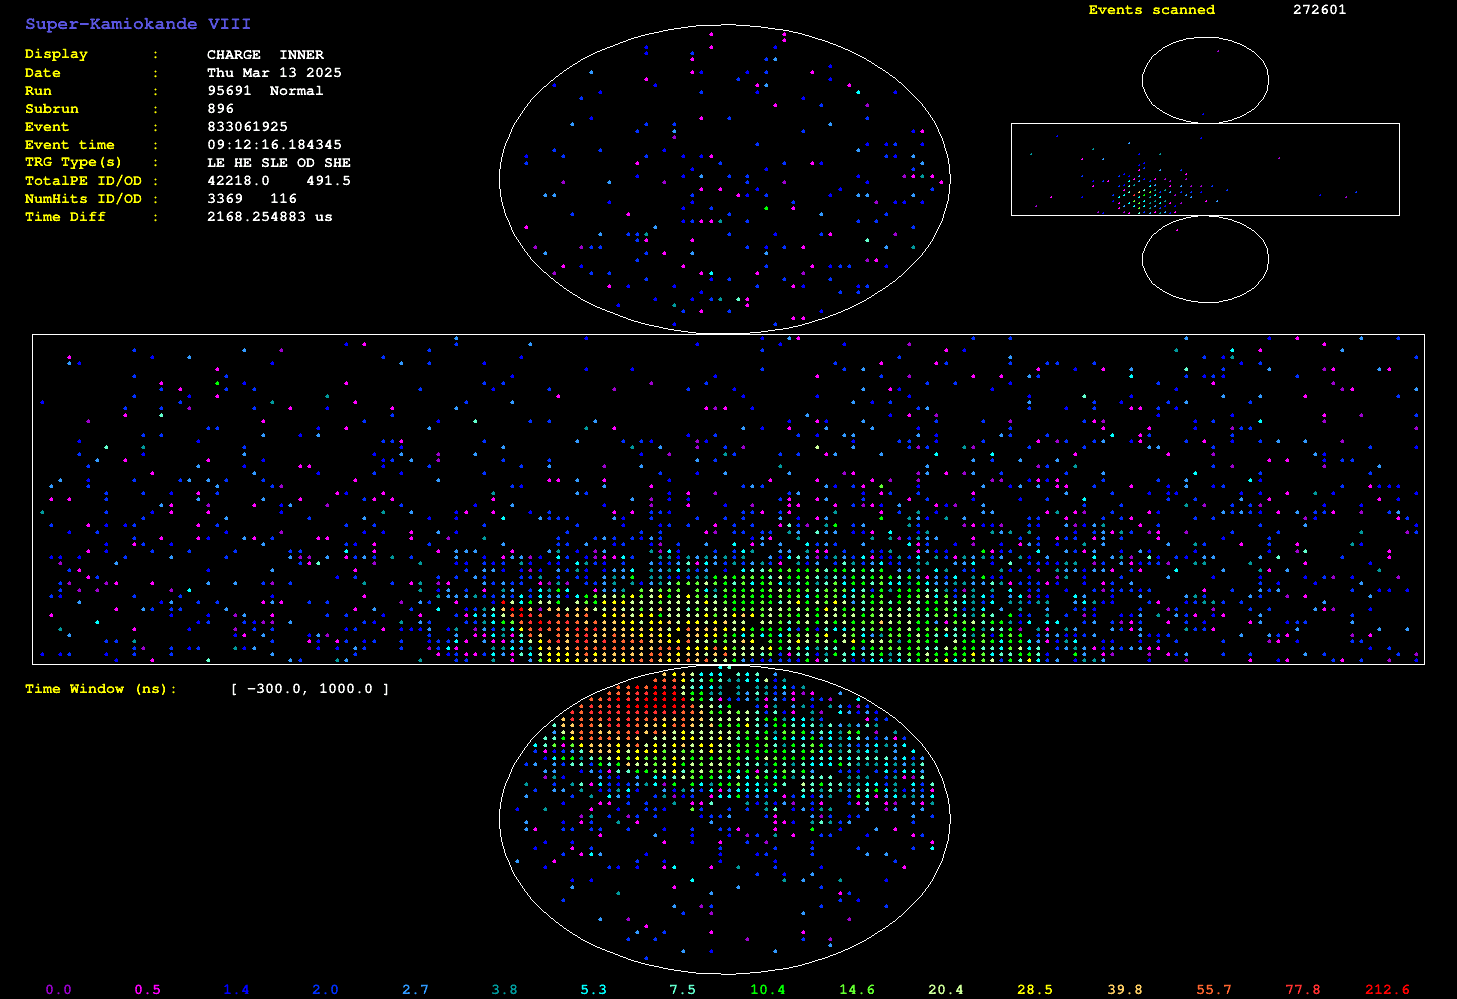 Super-Kamiokande VIII
Display : CHARGE INNER
Date : Thu Mar 13 2025
Run : 95691 Normal
Subrun : 896
Event : 833061925
Event time : 09:12:16.184345
TRG Type(s) : LE HE SLE OD SHE
TotalPE ID/OD : 42218.0 491.5
NumHits ID/OD : 3369 116
Time Diff : 2168.254883 us
Events scanned 272601
Time Window (ns): [ -300.0, 1000.0 ]
0.0 0.5 1.4 2.0 2.7 3.8 5.3 7.5 10.4 14.6 20.4 28.5 39.8 55.7 77.8 212.6